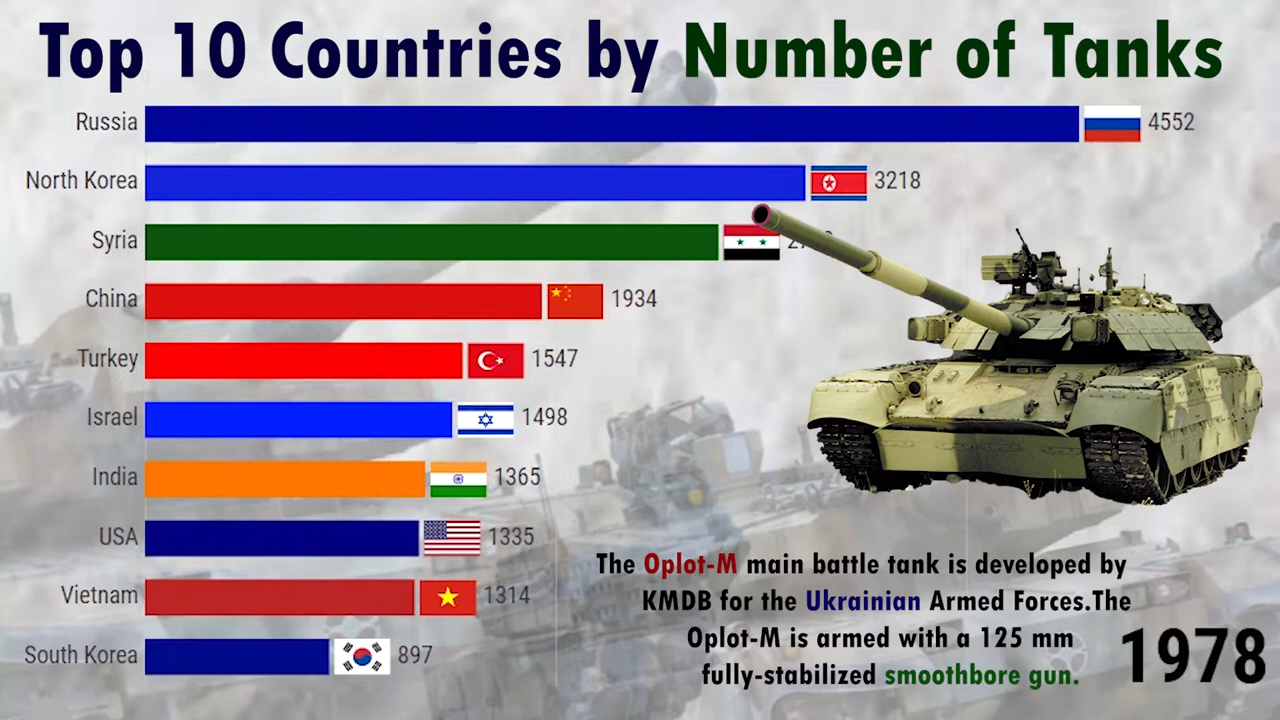 Top 10 Countries by Number of Tanks
Russia 4552
North Korea 3218
Syria
China 1934
Turkey 1547
Israel 1498
India 1365
USA 1335
Vietnam 1314
South Korea 897
The Oplot-M main battle tank is developed by
KMDB for the Ukrainian Armed Forces.The
Oplot-M is armed with a 125 mm
fully-stabilized smoothbore gun.
1978